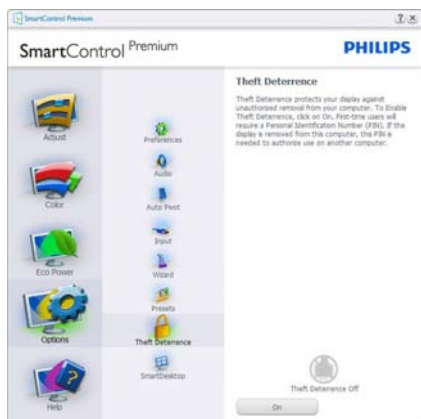 SmartControl Premium
SmartControl Premium
PHILIPS
Adjust
Color
Eco Power
Options
Help
Preferences
Audio
Auto Pivot
Input
Wizard
Presets
Theft Deterrence
SmartDesktop
Theft Deterrence
Theft Deterrence protects your display against
unauthorized removal from your computer. To Enable
Theft Deterrence, click on On. First-time users will
require a Personal Identification Number (PIN). If the
display is removed from this computer, this PIN is
needed to authorize use on another computer.
Theft Deterrence Off
On